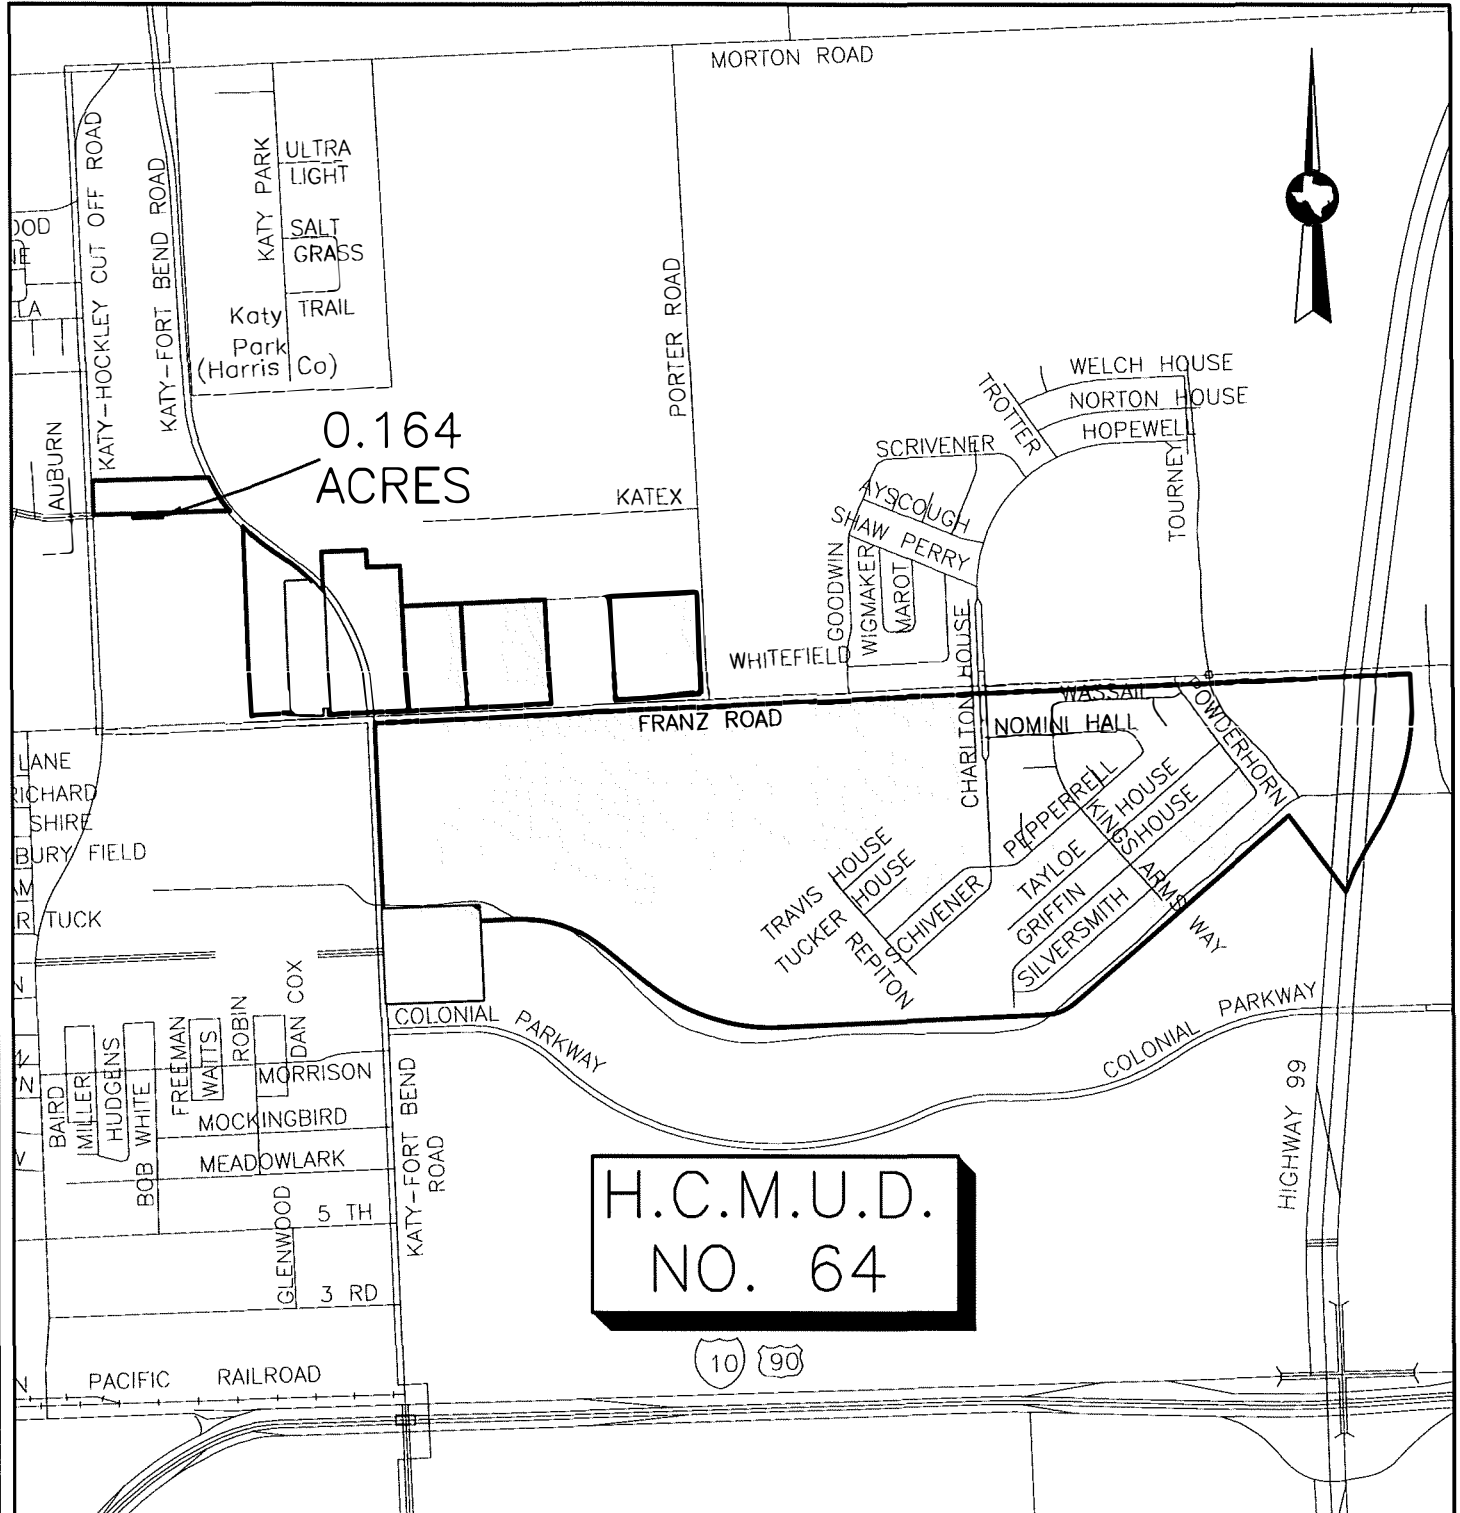 MORTON ROAD
KATY-HOCKLEY CUT OFF ROAD
KATY-FORT BEND ROAD
KATY PARK
ULTRA
LIGHT
SALT
GRASS
TRAIL
Katy
Park
(Harris Co)
PORTER ROAD
LLA
AUBURN
0.164
ACRES
KATEX
WELCH HOUSE
NORTON HOUSE
HOPEWELL
TROTTER
SCRIVENER
AYSCOUGH
SHAW PERRY
TOURNEY
GOODWIN
WIGMAKER
MAROT
WHITEFIELD
CHARLTON HOUSE
FRANZ ROAD
WASSAIL
NOMINI HALL
POWDERHORN
PEPPERRELL
KINGS ARMS WAY
TAYLOE HOUSE
GRIFFIN HOUSE
SILVERSMITH
TRAVIS HOUSE
TUCKER HOUSE
REPITON
SCHIVENER
LANE
RICHARD
SHIRE
BURY FIELD
AM
R TUCK
COLONIAL PARKWAY
COLONIAL PARKWAY
BAIRD
MILLER
HUDGENS
BOB WHITE
FREEMAN
WATTS
ROBIN
DAN COX
MORRISON
MOCKINGBIRD
MEADOWLARK
GLENWOOD
5 TH
3 RD
KATY-FORT BEND
ROAD
HIGHWAY 99
H.C.M.U.D.
NO. 64
10
90
PACIFIC RAILROAD